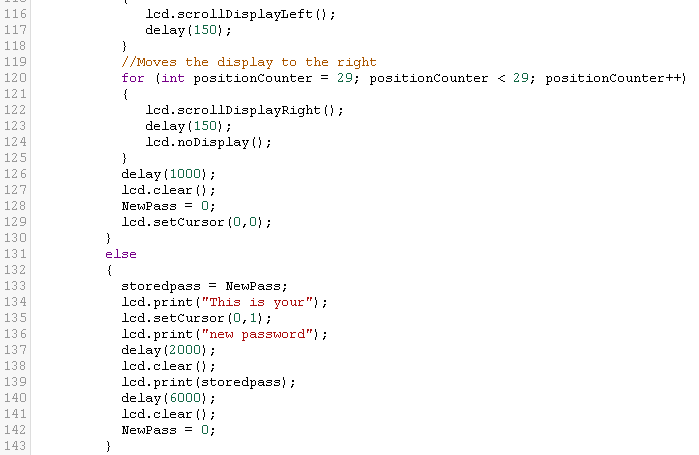 116 lcd.scrollDisplayLeft();
117 delay(150);
118 }
119 //Moves the display to the right
120 for (int positionCounter = 29; positionCounter < 29; positionCounter++)
121 {
122 lcd.scrollDisplayRight();
123 delay(150);
124 lcd.noDisplay();
125 }
126 delay(1000);
127 lcd.clear();
128 NewPass = 0;
129 lcd.setCursor(0,0);
130 }
131 else
132 {
133 storedpass = NewPass;
134 lcd.print("This is your");
135 lcd.setCursor(0,1);
136 lcd.print("new password");
137 delay(2000);
138 lcd.clear();
139 lcd.print(storedpass);
140 delay(6000);
141 lcd.clear();
142 NewPass = 0;
143 }